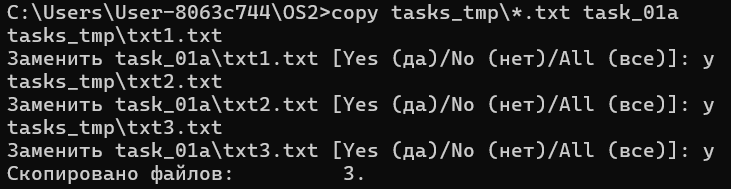 C:\Users\User-8063c744\OS2>copy tasks_tmp\*.txt task_01a
tasks_tmp\txt1.txt
Заменить task_01a\txt1.txt [Yes (да)/No (нет)/All (все)]: y
tasks_tmp\txt2.txt
Заменить task_01a\txt2.txt [Yes (да)/No (нет)/All (все)]: y
tasks_tmp\txt3.txt
Заменить task_01a\txt3.txt [Yes (да)/No (нет)/All (все)]: y
Скопировано файлов:         3.